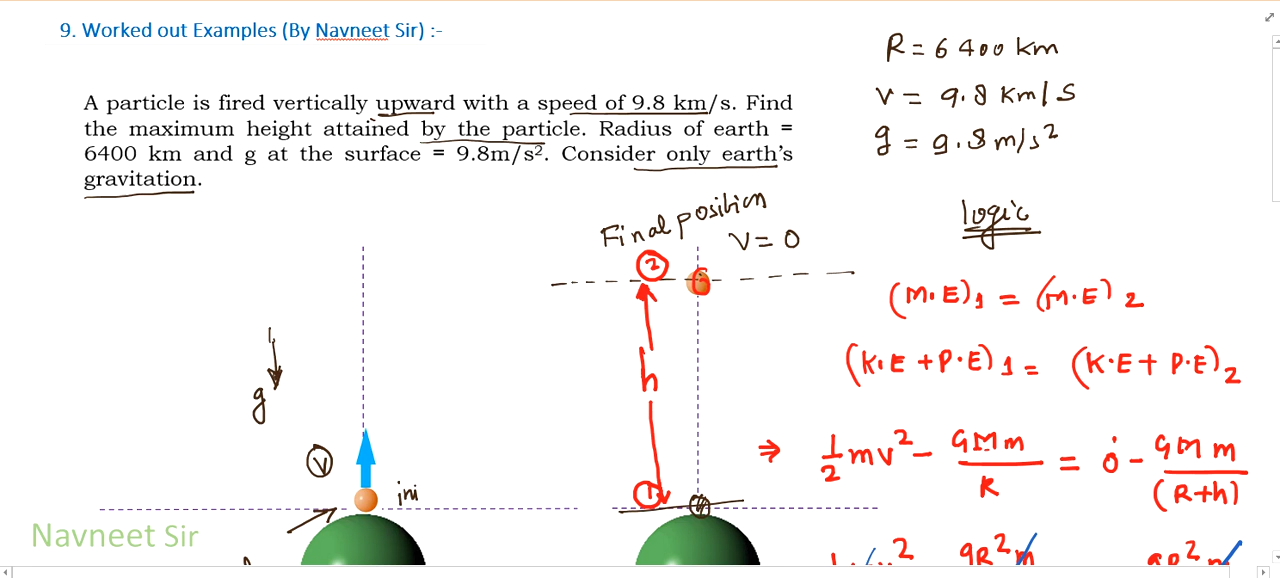 9. Worked out Examples (By Navneet Sir) :-
A particle is fired vertically upward with a speed of 9.8 km/s. Find
the maximum height attained by the particle. Radius of earth =
6400 km and g at the surface = 9.8m/s². Consider only earth's
gravitation.
R = 6400 km
v = 9.8 km/s
g = 9.8 m/s²
logic
Final position
V = 0
2
(M.E)1 = (M.E)2
(K.E + P.E)1 = (K.E + P.E)2
h
g
V
ini
1
⇒ 1/2 mv² - GMm/R = 0 - GMm/(R+h)
Navneet Sir